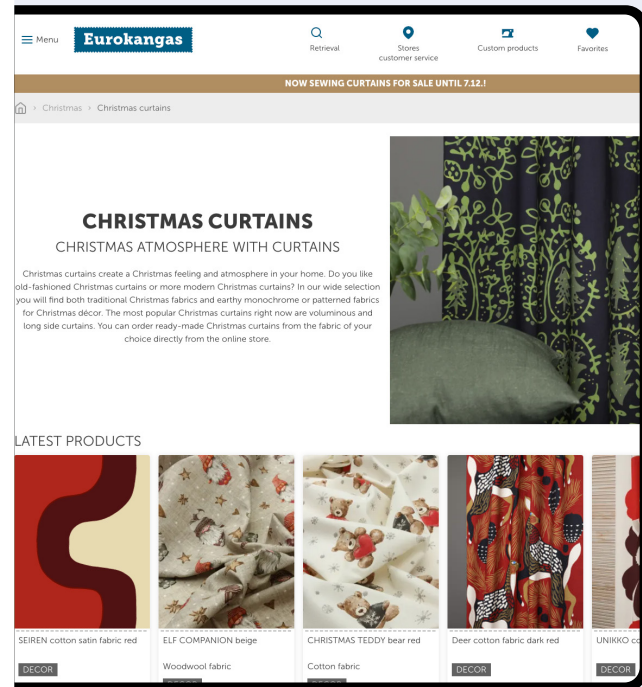 Menu
Eurokangas
Retrieval
Stores
customer service
Custom products
Favorites
NOW SEWING CURTAINS FOR SALE UNTIL 7.12.!
> Christmas > Christmas curtains
CHRISTMAS CURTAINS
CHRISTMAS ATMOSPHERE WITH CURTAINS
Christmas curtains create a Christmas feeling and atmosphere in your home. Do you like
old-fashioned Christmas curtains or more modern Christmas curtains? In our wide selection
you will find both traditional Christmas fabrics and earthy monochrome or patterned fabrics
for Christmas décor. The most popular Christmas curtains right now are voluminous and
long side curtains. You can order ready-made Christmas curtains from the fabric of your
choice directly from the online store.
LATEST PRODUCTS
SEIREN cotton satin fabric red
DECOR
ELF COMPANION beige
Woodwool fabric
CHRISTMAS TEDDY bear red
Cotton fabric
Deer cotton fabric dark red
DECOR
UNIKKO co
DECOR